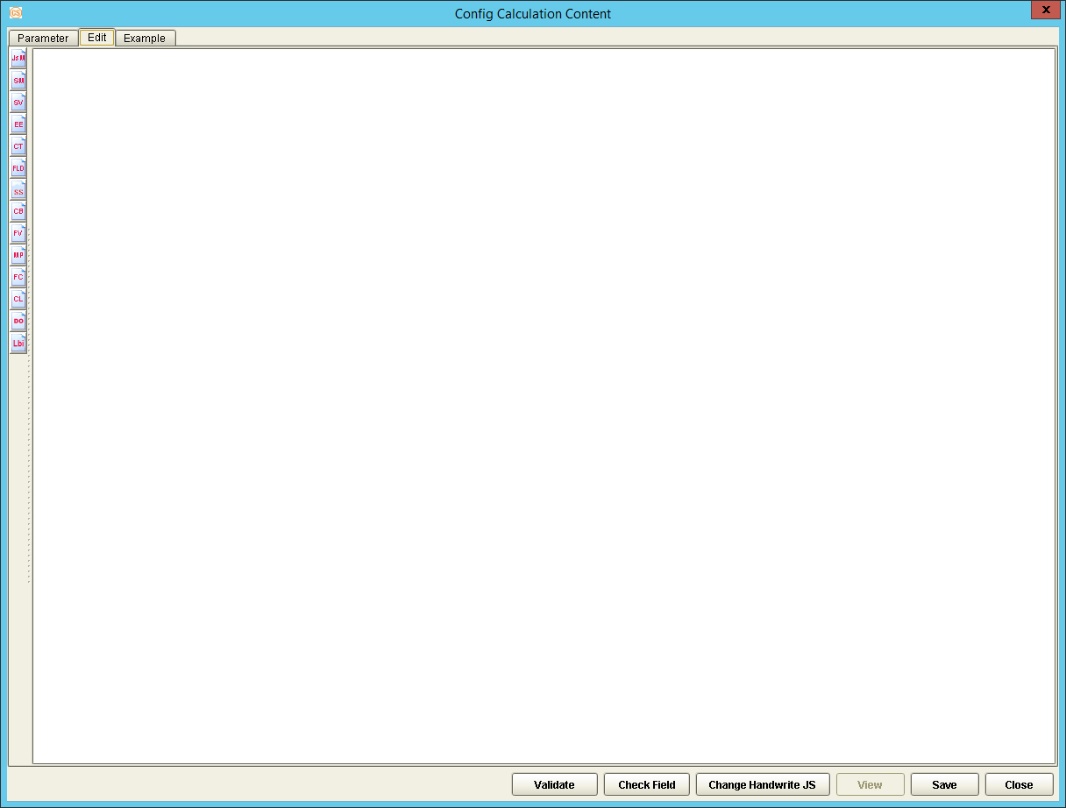 Config Calculation Content
x
Parameter Edit Example
JsM
SM
SV
EE
CT
FLD
SS
CB
FV
MP
FC
CL
DO
Lbi
Validate Check Field Change Handwrite JS View Save Close